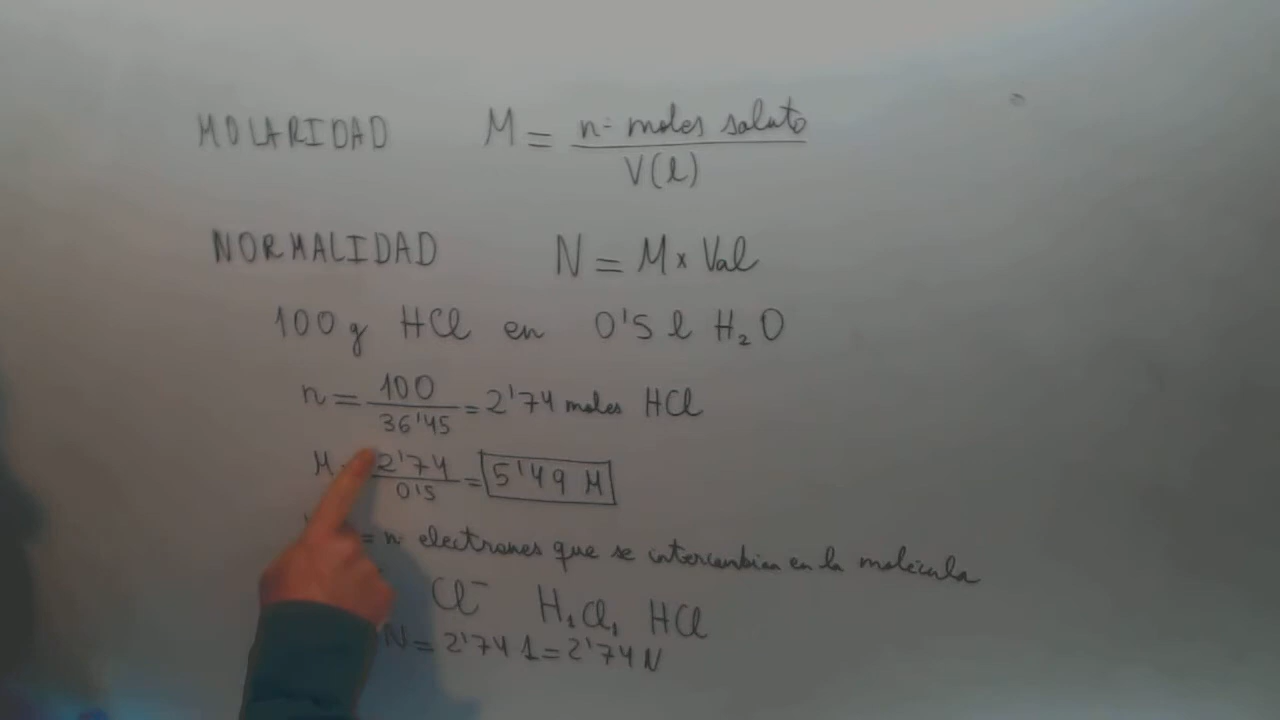 MOLARIDAD M = nº moles soluto / V(l)
NORMALIDAD N = M x Val
100 g HCl en 0'5 l H₂O
n = 100 / 36'45 = 2'74 moles HCl
M = 2'74 / 0'5 = 5'49 M
= nº electrones que se intercambian en la molécula
Cl⁻ H₁Cl₁ HCl
N = 2'74 1 = 2'74 N